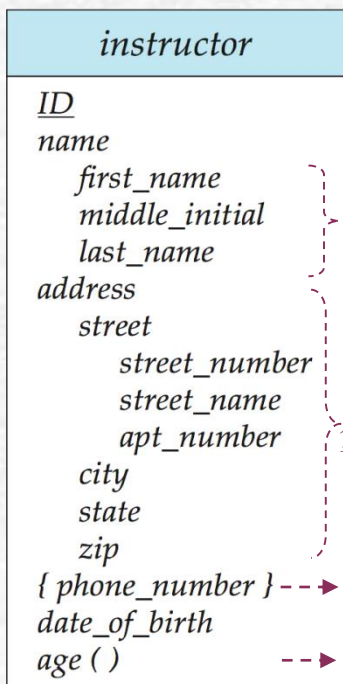 instructor
ID
name
first_name
middle_initial
last_name
address
street
street_number
street_name
apt_number
city
state
zip
{ phone_number }
date_of_birth
age ( )